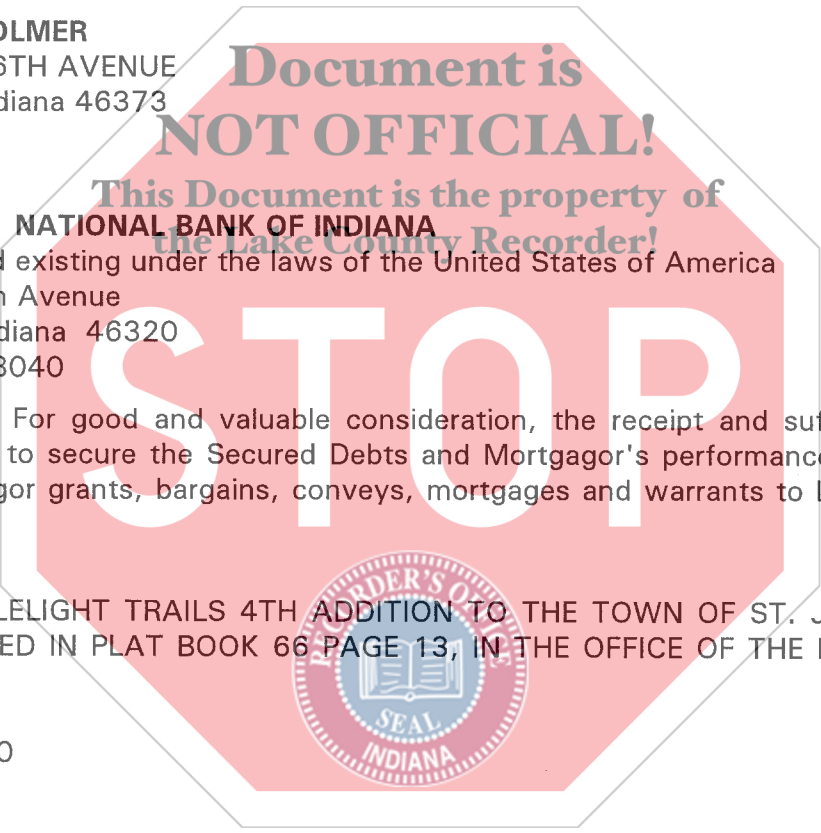 OLMER
6TH AVENUE
diana 46373
Document is
NOT OFFICIAL!
This Document is the property of
the Lake County Recorder!
NATIONAL BANK OF INDIANA
d existing under the laws of the United States of America
h Avenue
diana 46320
3040
STOP
For good and valuable consideration, the receipt and suf
to secure the Secured Debts and Mortgagor's performance
gor grants, bargains, conveys, mortgages and warrants to L
LELIGHT TRAILS 4TH ADDITION TO THE TOWN OF ST. J
ED IN PLAT BOOK 66 PAGE 13, IN THE OFFICE OF THE
RECORDER'S OFFICE
SEAL
INDIANA
0